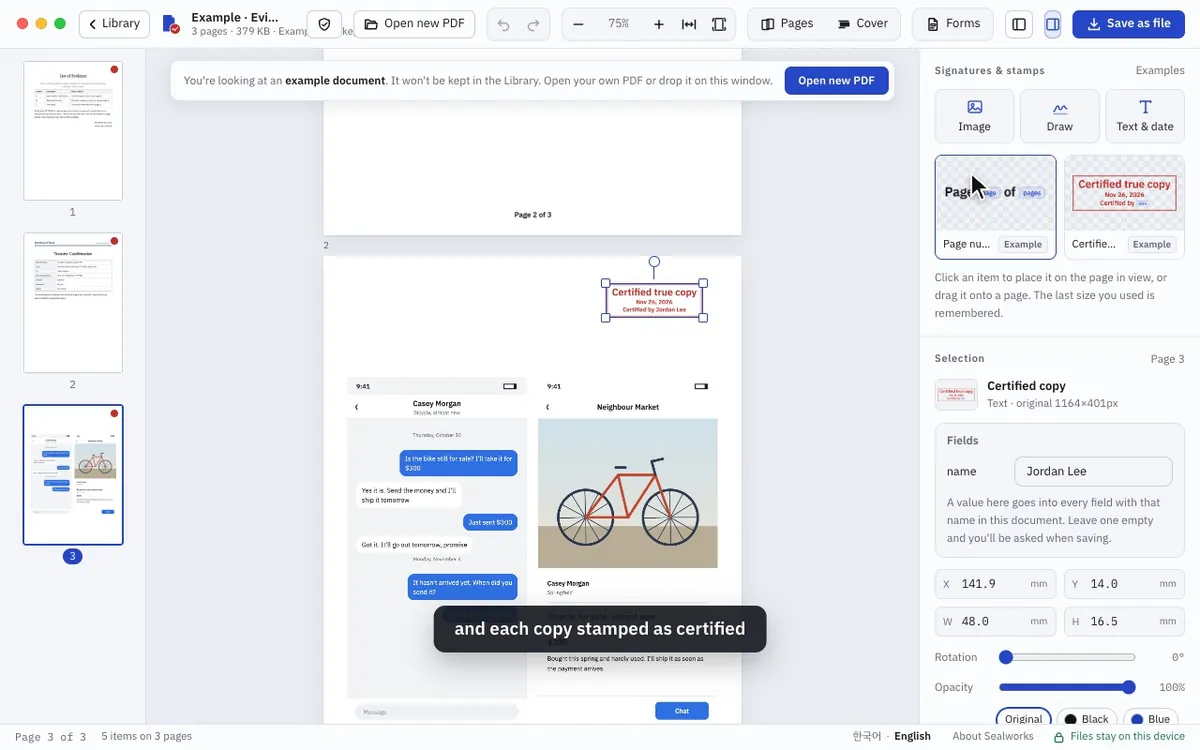 Library
Example · Evi...
3 pages · 379 KB · Examp
Open new PDF
75%
Pages
Cover
Forms
Save as file
You're looking at an example document. It won't be kept in the Library. Open your own PDF or drop it on this window.
Open new PDF
List of Evidence
1
Transfer Confirmation
2
3
Page 2 of 3
2
Certified true copy
Nov 26, 2026
Certified by Jordan Lee
9:41
Casey Morgan
Bicycle, almost new
Thursday, October 30
Is the bike still for sale? I'll take it for
$300
Yes it is. Send the money and I'll
ship it tomorrow
Just sent $300
Got it. It'll go out tomorrow, promise
Monday, November 3
It hasn't arrived yet. When did you
send it?
Message
9:41
Neighbour Market
Casey Morgan
Springfield
Bought this spring and hardly used. I'll ship it as soon as
the payment arrives.
Chat
and each copy stamped as certified
Signatures & stamps
Examples
Image
Draw
Text & date
Page
of pages
Page nu...
Example
Certified true copy
Nov 26, 2026
Certified by
Certifie...
Example
Click an item to place it on the page in view, or
drag it onto a page. The last size you used is
remembered.
Selection
Page 3
Certified copy
Text · original 1164×401px
Fields
name
Jordan Lee
A value here goes into every field with that
name in this document. Leave one empty
and you'll be asked when saving.
X 141.9 mm
Y 14.0 mm
W 48.0 mm
H 16.5 mm
Rotation
0°
Opacity
100%
Original
Black
Blue
Page 3 of 3
5 items on 3 pages
한국어 · English
About Sealworks
Files stay on this device